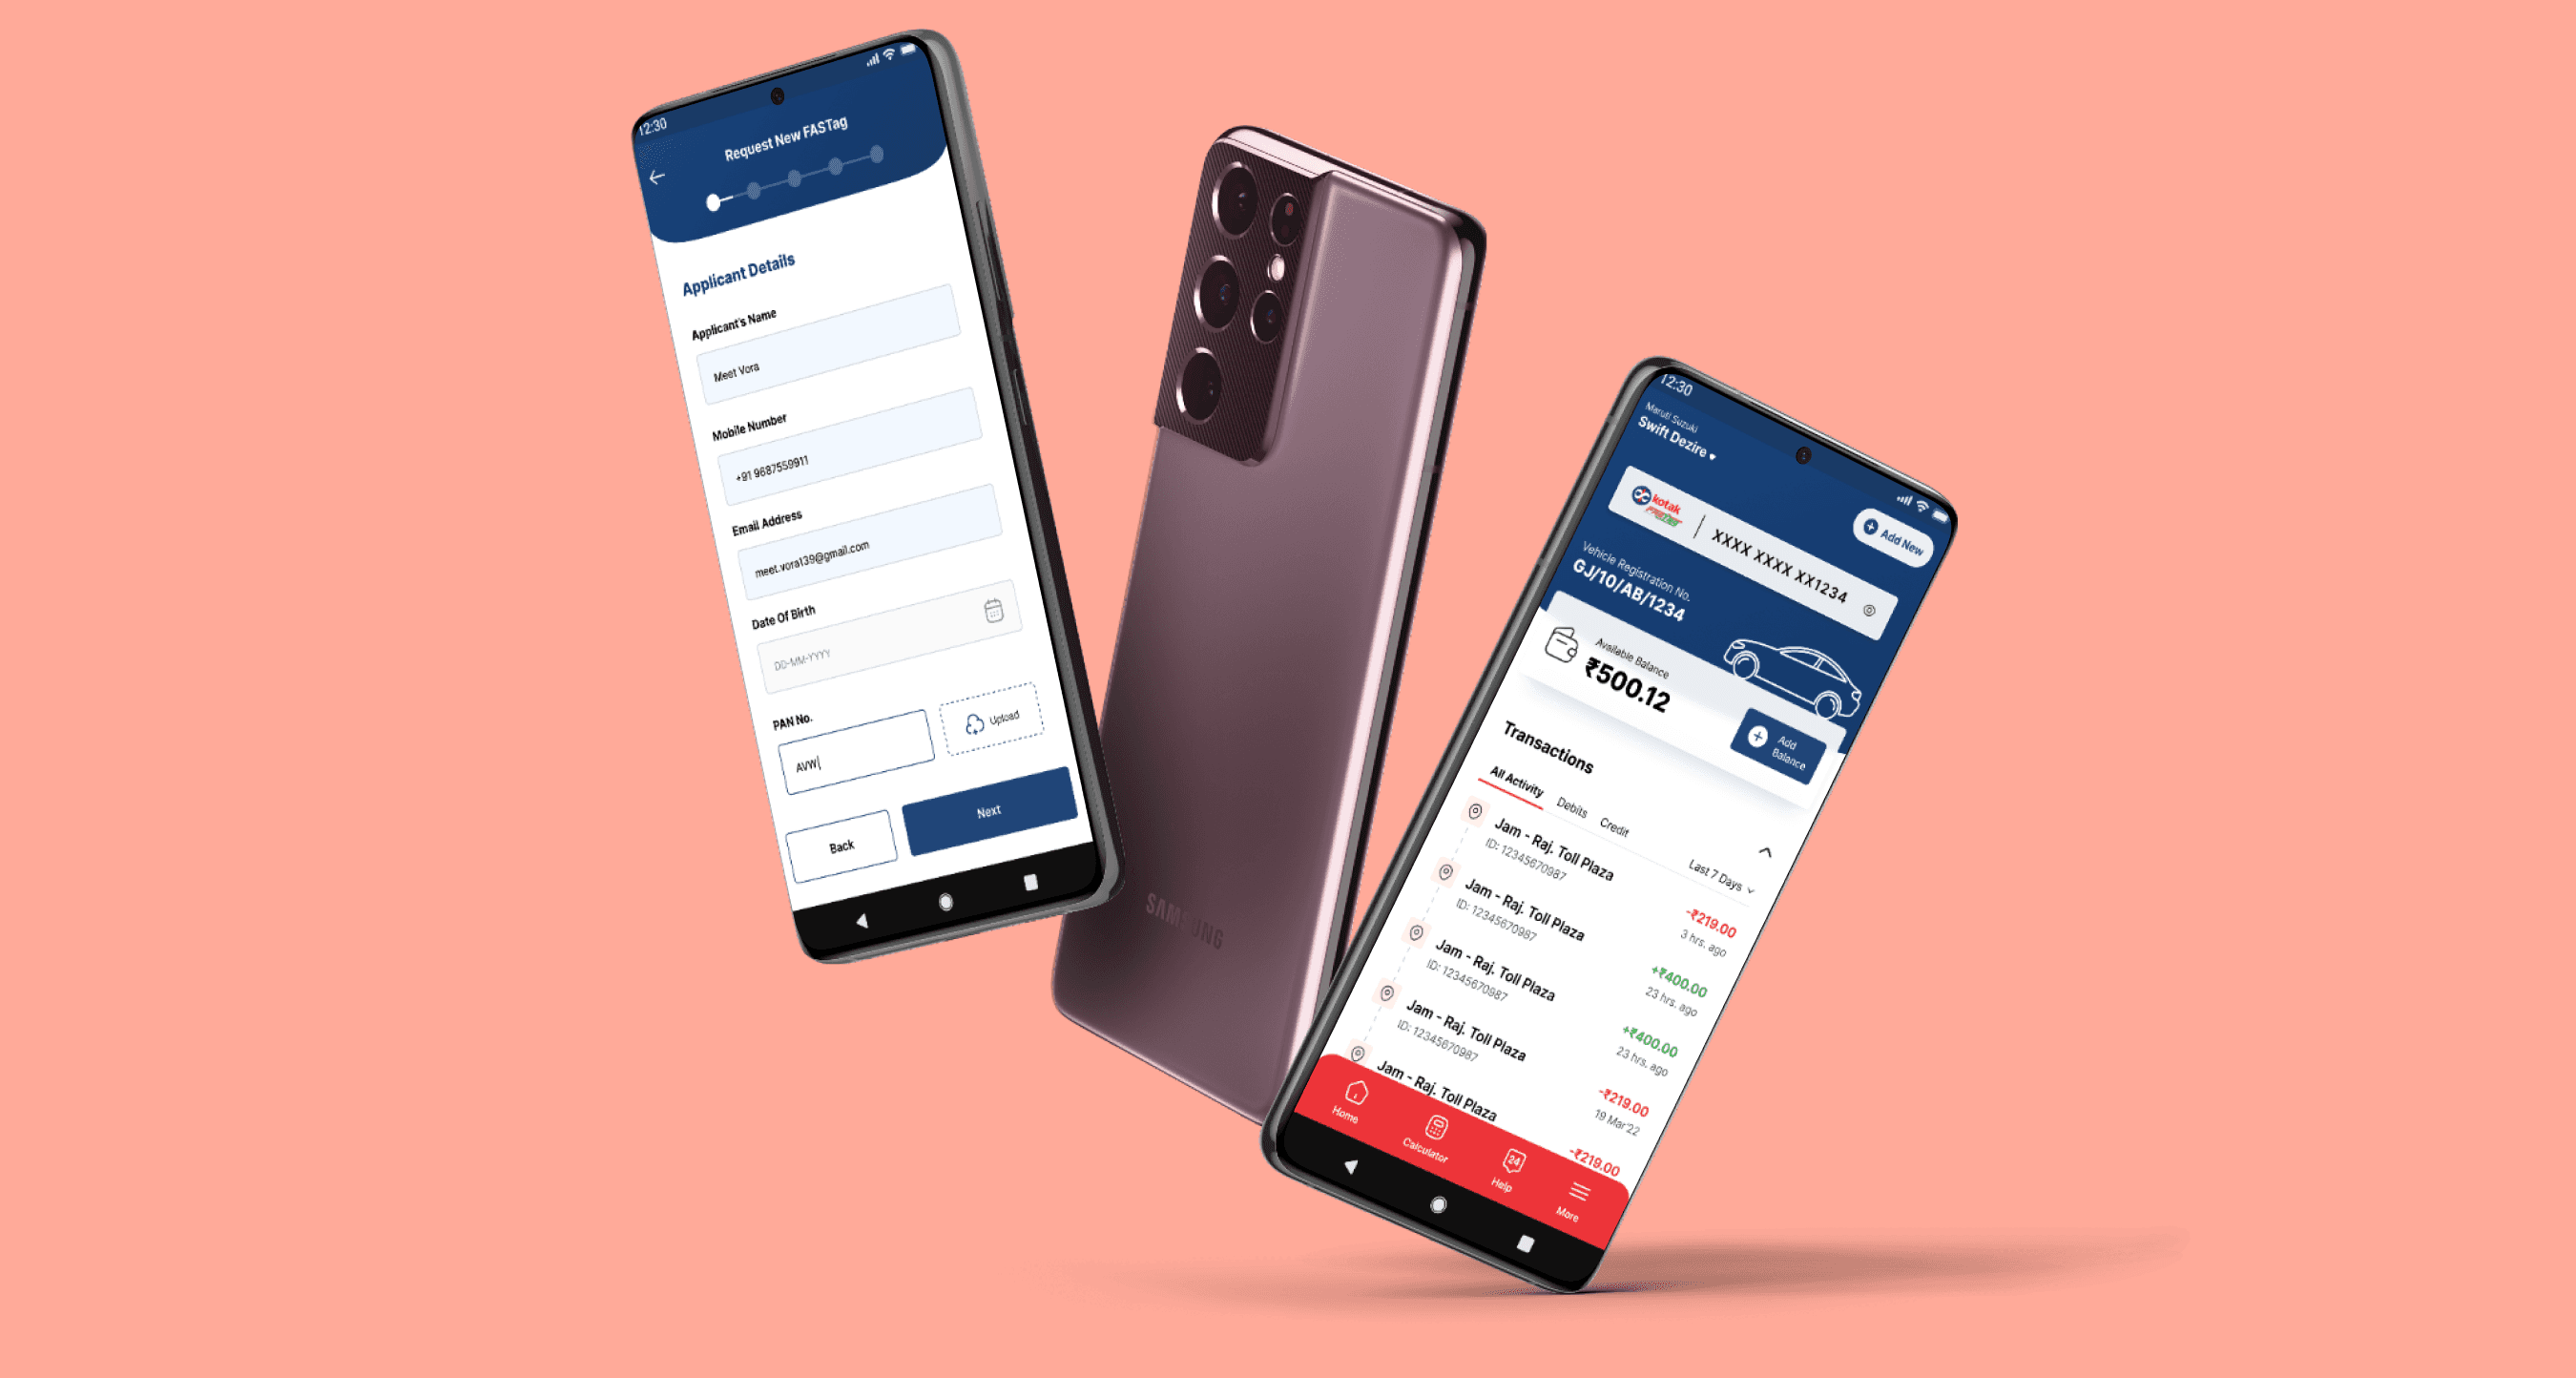 12:30
Request New FASTag
Applicant Details
Applicant's Name
Meet Vora
Mobile Number
+91 9687559911
Email Address
meet.vora139@gmail.com
Date Of Birth
DD-MM-YYYY
PAN No.
AVW
Upload
Back
Next
SAMSUNG
12:30
Maruti Suzuki
Swift Dezire
Add New
kotak
FASTag
XXXX XXXX XX1234
Vehicle Registration No.
GJ/10/AB/1234
Available Balance
₹500.12
Add
Balance
Transactions
All Activity
Debits
Credit
Last 7 Days
Jam - Raj. Toll Plaza
ID: 12345670987
-₹219.00
3 hrs. ago
Jam - Raj. Toll Plaza
ID: 12345670987
+₹400.00
23 hrs. ago
Jam - Raj. Toll Plaza
ID: 12345670987
+₹400.00
23 hrs. ago
Jam - Raj. Toll Plaza
ID: 12345670987
-₹219.00
19 Mar'22
Jam - Raj. Toll Plaza
-₹219.00
Home
Calculator
24
Help
More